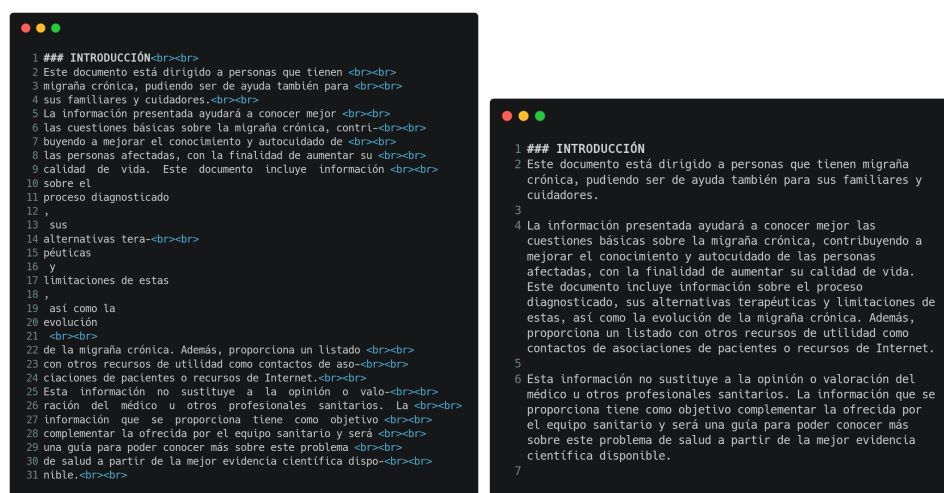 1 ### INTRODUCCIÓN<br><br>
2 Este documento está dirigido a personas que tienen <br><br>
3 migraña crónica, pudiendo ser de ayuda también para <br><br>
4 sus familiares y cuidadores.<br><br>
5 La información presentada ayudará a conocer mejor <br><br>
6 las cuestiones básicas sobre la migraña crónica, contri-<br><br>
7 buyendo a mejorar el conocimiento y autocuidado de <br><br>
8 las personas afectadas, con la finalidad de aumentar su <br><br>
9 calidad  de  vida.  Este  documento  incluye  información <br><br>
10 sobre el
11 proceso diagnosticado
12 ,
13  sus
14 alternativas tera-<br><br>
15 péuticas
16  y
17 limitaciones de estas
18 ,
19  así como la
20 evolución
21  <br><br>
22 de la migraña crónica. Además, proporciona un listado <br><br>
23 con otros recursos de utilidad como contactos de aso-<br><br>
24 ciaciones de pacientes o recursos de Internet.<br><br>
25 Esta  información  no  sustituye  a  la  opinión  o  valo-<br><br>
26 ración  del  médico  u  otros  profesionales  sanitarios.  La <br><br>
27 información  que  se  proporciona  tiene  como  objetivo <br><br>
28 complementar la ofrecida por el equipo sanitario y será <br><br>
29 una guía para poder conocer más sobre este problema <br><br>
30 de salud a partir de la mejor evidencia científica dispo-<br><br>
31 nible.<br><br>
1 ### INTRODUCCIÓN
2 Este documento está dirigido a personas que tienen migraña
crónica, pudiendo ser de ayuda también para sus familiares y
cuidadores.
3
4 La información presentada ayudará a conocer mejor las
cuestiones básicas sobre la migraña crónica, contribuyendo a
mejorar el conocimiento y autocuidado de las personas
afectadas, con la finalidad de aumentar su calidad de vida.
Este documento incluye información sobre el proceso
diagnosticado, sus alternativas terapéuticas y limitaciones de
estas, así como la evolución de la migraña crónica. Además,
proporciona un listado con otros recursos de utilidad como
contactos de asociaciones de pacientes o recursos de Internet.
5
6 Esta información no sustituye a la opinión o valoración del
médico u otros profesionales sanitarios. La información que se
proporciona tiene como objetivo complementar la ofrecida por
el equipo sanitario y será una guía para poder conocer más
sobre este problema de salud a partir de la mejor evidencia
científica disponible.
7